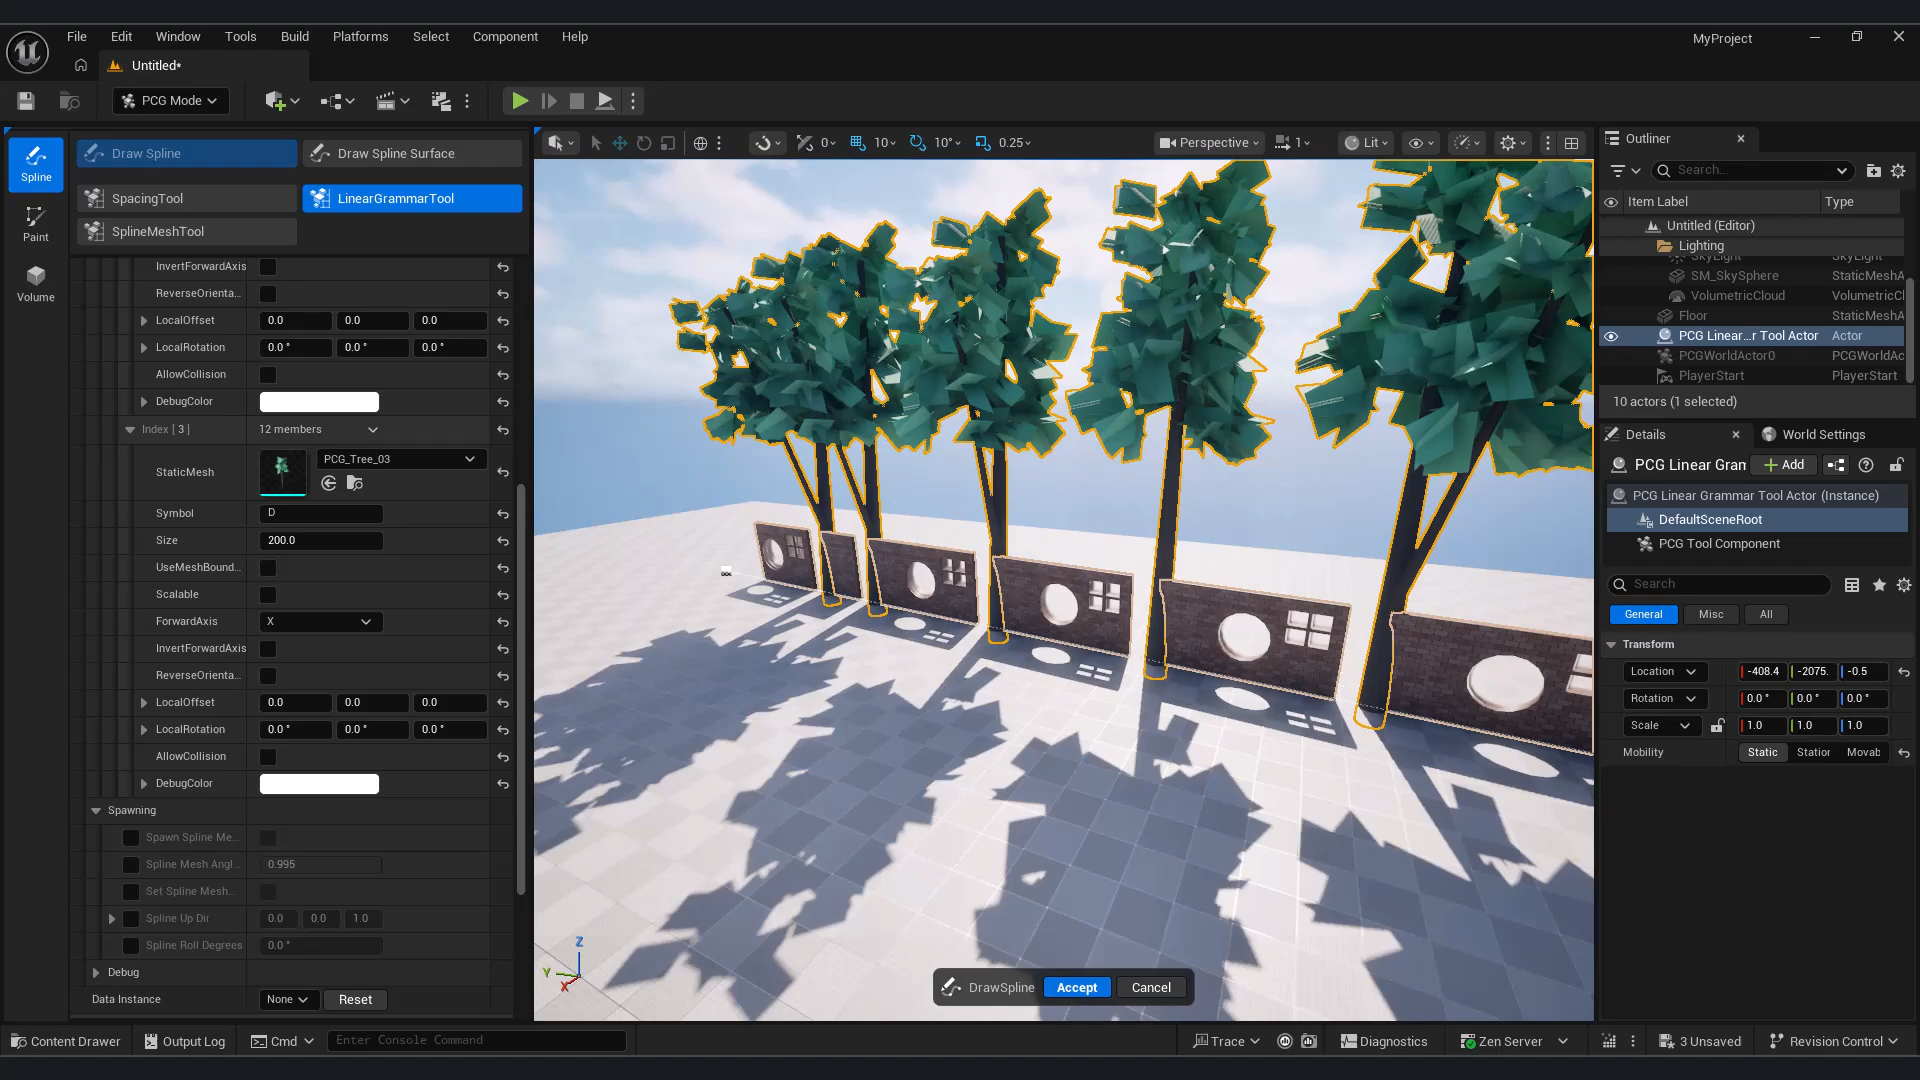 File Edit Window Tools Build Platforms Select Component Help
MyProject
Untitled*
PCG Mode
Spline
Paint
Volume
Draw Spline
Draw Spline Surface
SpacingTool
LinearGrammarTool
SplineMeshTool
InvertForwardAxis
ReverseOrienta...
LocalOffset 0.0 0.0 0.0
LocalRotation 0.0 ° 0.0 ° 0.0 °
AllowCollision
DebugColor
Index [ 3 ] 12 members
StaticMesh PCG_Tree_03
Symbol D
Size 200.0
UseMeshBound...
Scalable
ForwardAxis X
InvertForwardAxis
ReverseOrienta...
LocalOffset 0.0 0.0 0.0
LocalRotation 0.0 ° 0.0 ° 0.0 °
AllowCollision
DebugColor
Spawning
Spawn Spline Me...
Spline Mesh Angl... 0.995
Set Spline Mesh...
Spline Up Dir 0.0 0.0 1.0
Spline Roll Degrees 0.0 °
Debug
Data Instance None Reset
0 10 10° 0.25
Perspective 1 Lit
Z
Y
X
DrawSpline Accept Cancel
Outliner
Search...
Item Label Type
Untitled (Editor)
Lighting
SkyLight SkyLight
SM_SkySphere StaticMeshA
VolumetricCloud VolumetricCl
Floor StaticMeshA
PCG Linear...r Tool Actor Actor
PCGWorldActor0 PCGWorldAc
PlayerStart PlayerStart
10 actors (1 selected)
Details
World Settings
PCG Linear Gran
Add
PCG Linear Grammar Tool Actor (Instance)
DefaultSceneRoot
PCG Tool Component
Search
General Misc All
Transform
Location -408.4 -2075. -0.5
Rotation 0.0 ° 0.0 ° 0.0 °
Scale 1.0 1.0 1.0
Mobility Static Station Movab
Content Drawer
Output Log
Cmd
Enter Console Command
Trace
Diagnostics
Zen Server
3 Unsaved
Revision Control